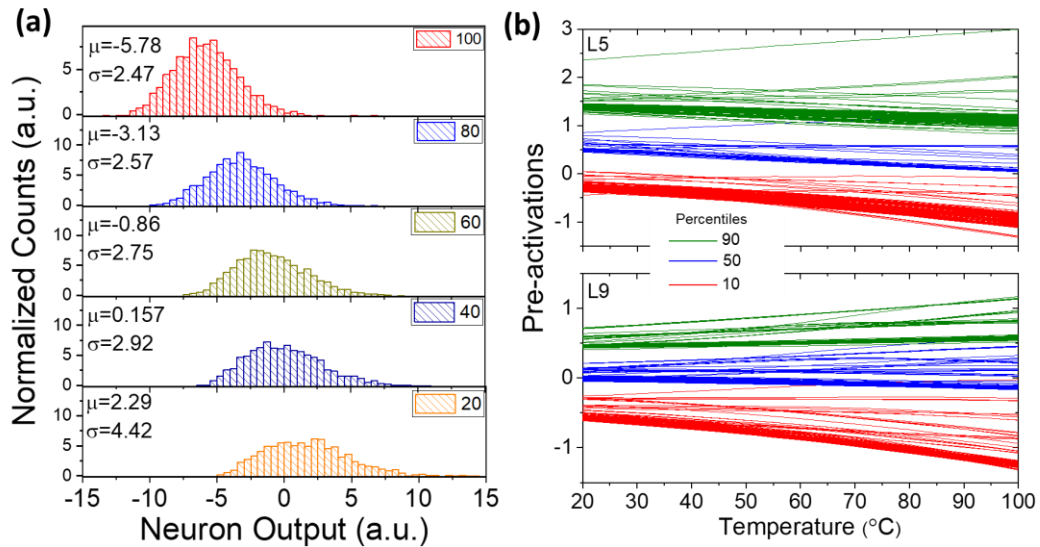 (a)
Normalized Counts (a.u.)
μ=-5.78
σ=2.47
100
5
0
μ=-3.13
σ=2.57
80
10
5
0
μ=-0.86
σ=2.75
60
10
5
0
μ=0.157
σ=2.92
40
10
5
0
μ=2.29
σ=4.42
20
10
5
0
-15 -10 -5 0 5 10 15
Neuron Output (a.u.)
(b)
Pre-activations
L5
3
2
1
0
-1
Percentiles
90
50
10
L9
1
0
-1
20 30 40 50 60 70 80 90 100
Temperature (°C)